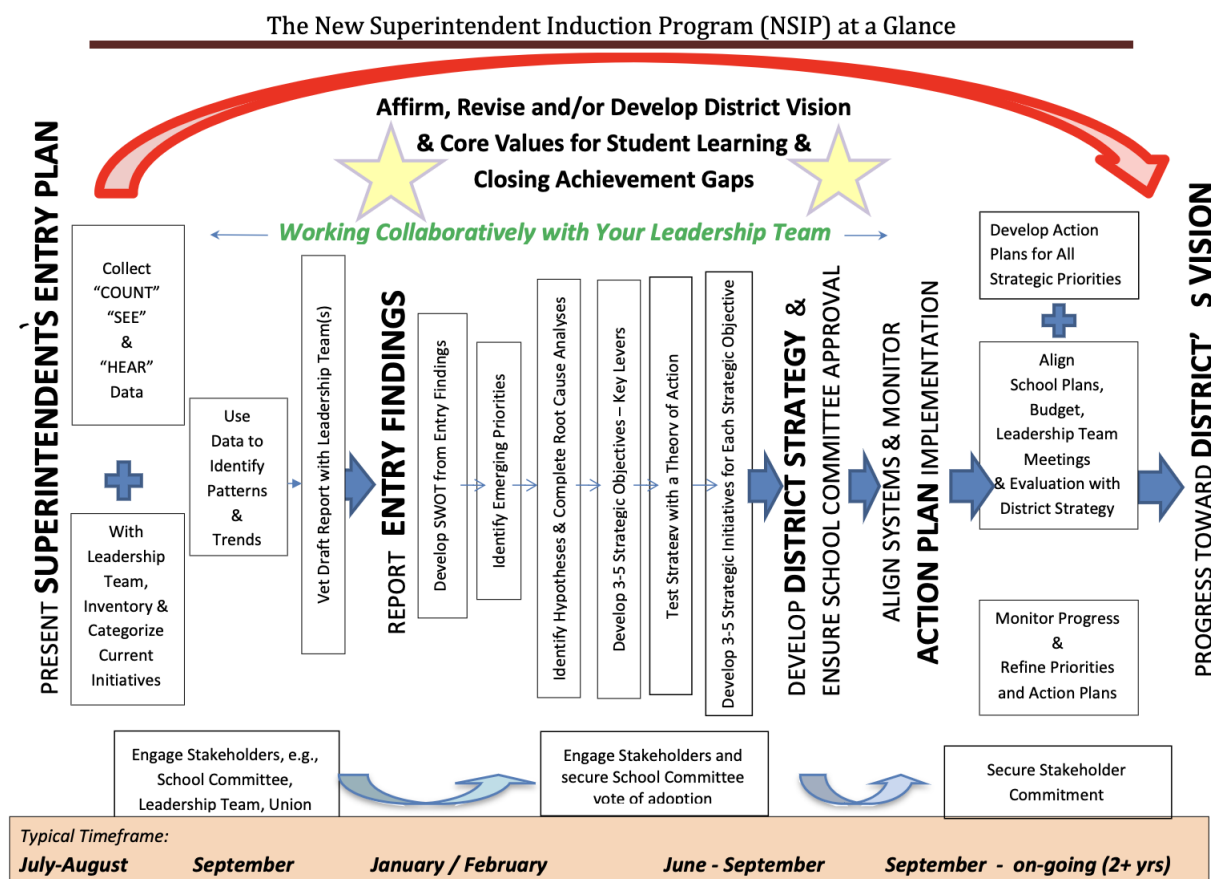 The New Superintendent Induction Program (NSIP) at a Glance
Affirm, Revise and/or Develop District Vision
& Core Values for Student Learning &
Closing Achievement Gaps
Working Collaboratively with Your Leadership Team
PRESENT SUPERINTENDENT`S ENTRY PLAN
Collect
“COUNT”
“SEE”
&
“HEAR”
Data
With
Leadership
Team,
Inventory &
Categorize
Current
Initiatives
Use
Data to
Identify
Patterns
&
Trends
Vet Draft Report with Leadership Team(s)
REPORT ENTRY FINDINGS
Develop SWOT from Entry Findings
Identify Emerging Priorities
Identify Hypotheses & Complete Root Cause Analyses
Develop 3-5 Strategic Objectives – Key Levers
Test Strategy with a Theory of Action
Develop 3-5 Strategic Initiatives for Each Strategic Objective
DEVELOP DISTRICT STRATEGY &
ENSURE SCHOOL COMMITTEE APPROVAL
ALIGN SYSTEMS & MONITOR
ACTION PLAN IMPLEMENTATION
Develop Action
Plans for All
Strategic Priorities
Align
School Plans,
Budget,
Leadership Team
Meetings
& Evaluation with
District Strategy
Monitor Progress
&
Refine Priorities
and Action Plans
PROGRESS TOWARD DISTRICT’ S VISION
Engage Stakeholders, e.g.,
School Committee,
Leadership Team, Union
Engage Stakeholders and
secure School Committee
vote of adoption
Secure Stakeholder
Commitment
Typical Timeframe:
July-August September January / February June - September September - on-going (2+ yrs)